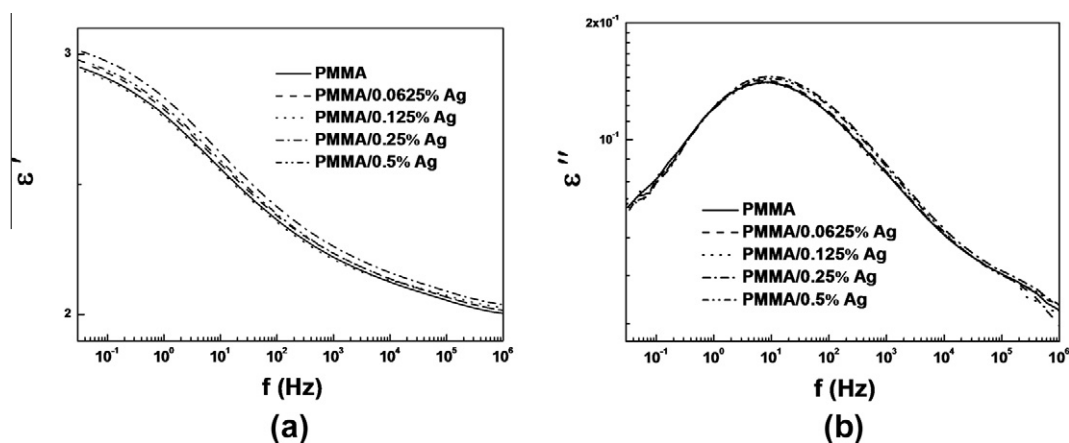 3
2
ε'
PMMA
PMMA/0.0625% Ag
PMMA/0.125% Ag
PMMA/0.25% Ag
PMMA/0.5% Ag
10⁻¹ 10⁰ 10¹ 10² 10³ 10⁴ 10⁵ 10⁶
f (Hz)
(a)
2x10⁻¹
10⁻¹
ε''
PMMA
PMMA/0.0625% Ag
PMMA/0.125% Ag
PMMA/0.25% Ag
PMMA/0.5% Ag
10⁻¹ 10⁰ 10¹ 10² 10³ 10⁴ 10⁵ 10⁶
f (Hz)
(b)